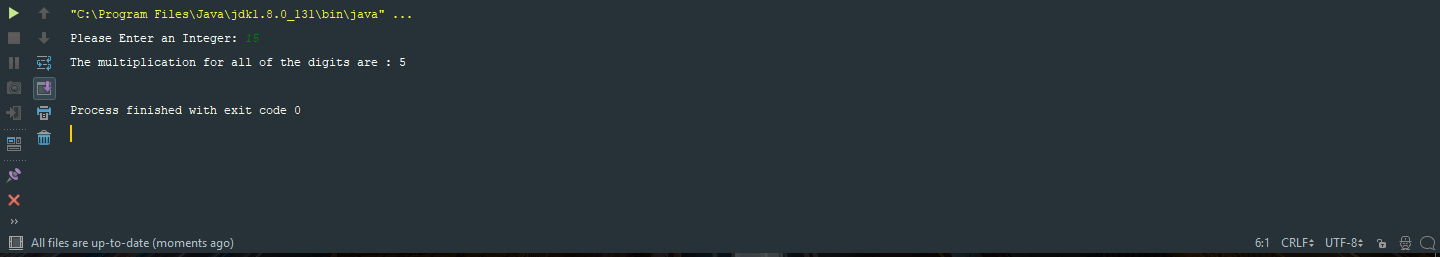 "C:\Program Files\Java\jdk1.8.0_131\bin\java" ...
Please Enter an Integer: 15
The multiplication for all of the digits are : 5
Process finished with exit code 0
All files are up-to-date (moments ago) 6:1 CRLF UTF-8